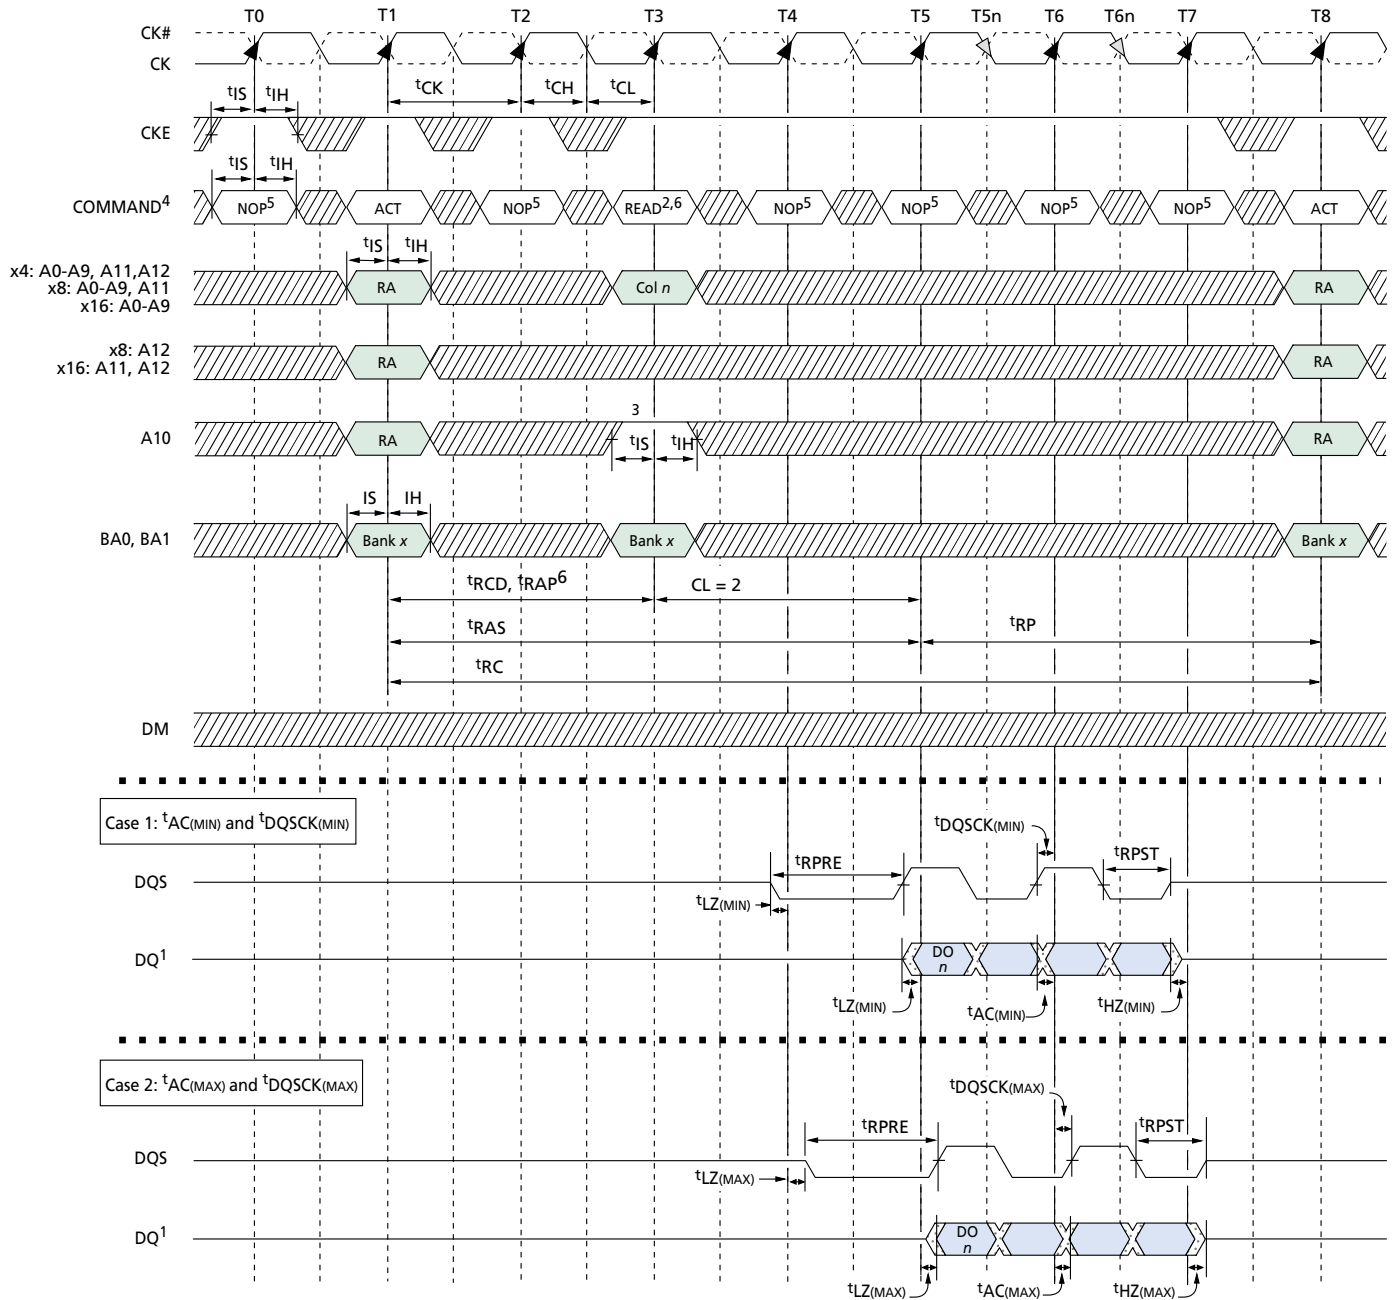 T0 T1 T2 T3 T4 T5 T5n T6 T6n T7 T8
CK#
CK
tCK tCH tCL
tIS tIH
CKE
tIS tIH
COMMAND4 NOP5 ACT NOP5 READ2,6 NOP5 NOP5 NOP5 NOP5 ACT
tIS tIH
x4: A0-A9, A11,A12
x8: A0-A9, A11
x16: A0-A9
RA Col n RA
x8: A12
x16: A11, A12
RA RA
3
A10 RA RA
tIS tIH
IS IH
BA0, BA1 Bank x Bank x Bank x
tRCD, tRAP6 CL = 2
tRAS tRP
tRC
DM
Case 1: tAC(MIN) and tDQSCK(MIN)
tDQSCK(MIN)
tRPRE tRPST
DQS
tLZ(MIN)
DQ1 DO
n
tLZ(MIN) tAC(MIN) tHZ(MIN)
Case 2: tAC(MAX) and tDQSCK(MAX)
tDQSCK(MAX)
tRPRE tRPST
DQS
tLZ(MAX)
DQ1 DO
n
tLZ(MAX) tAC(MAX) tHZ(MAX)